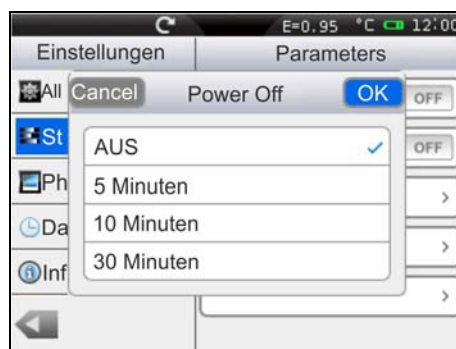 E=0.95 °C 12:00
Einstellungen Parameters
All
Cancel Power Off OK
OFF
St
AUS
OFF
Ph
5 Minuten
Da
10 Minuten
Inf
30 Minuten